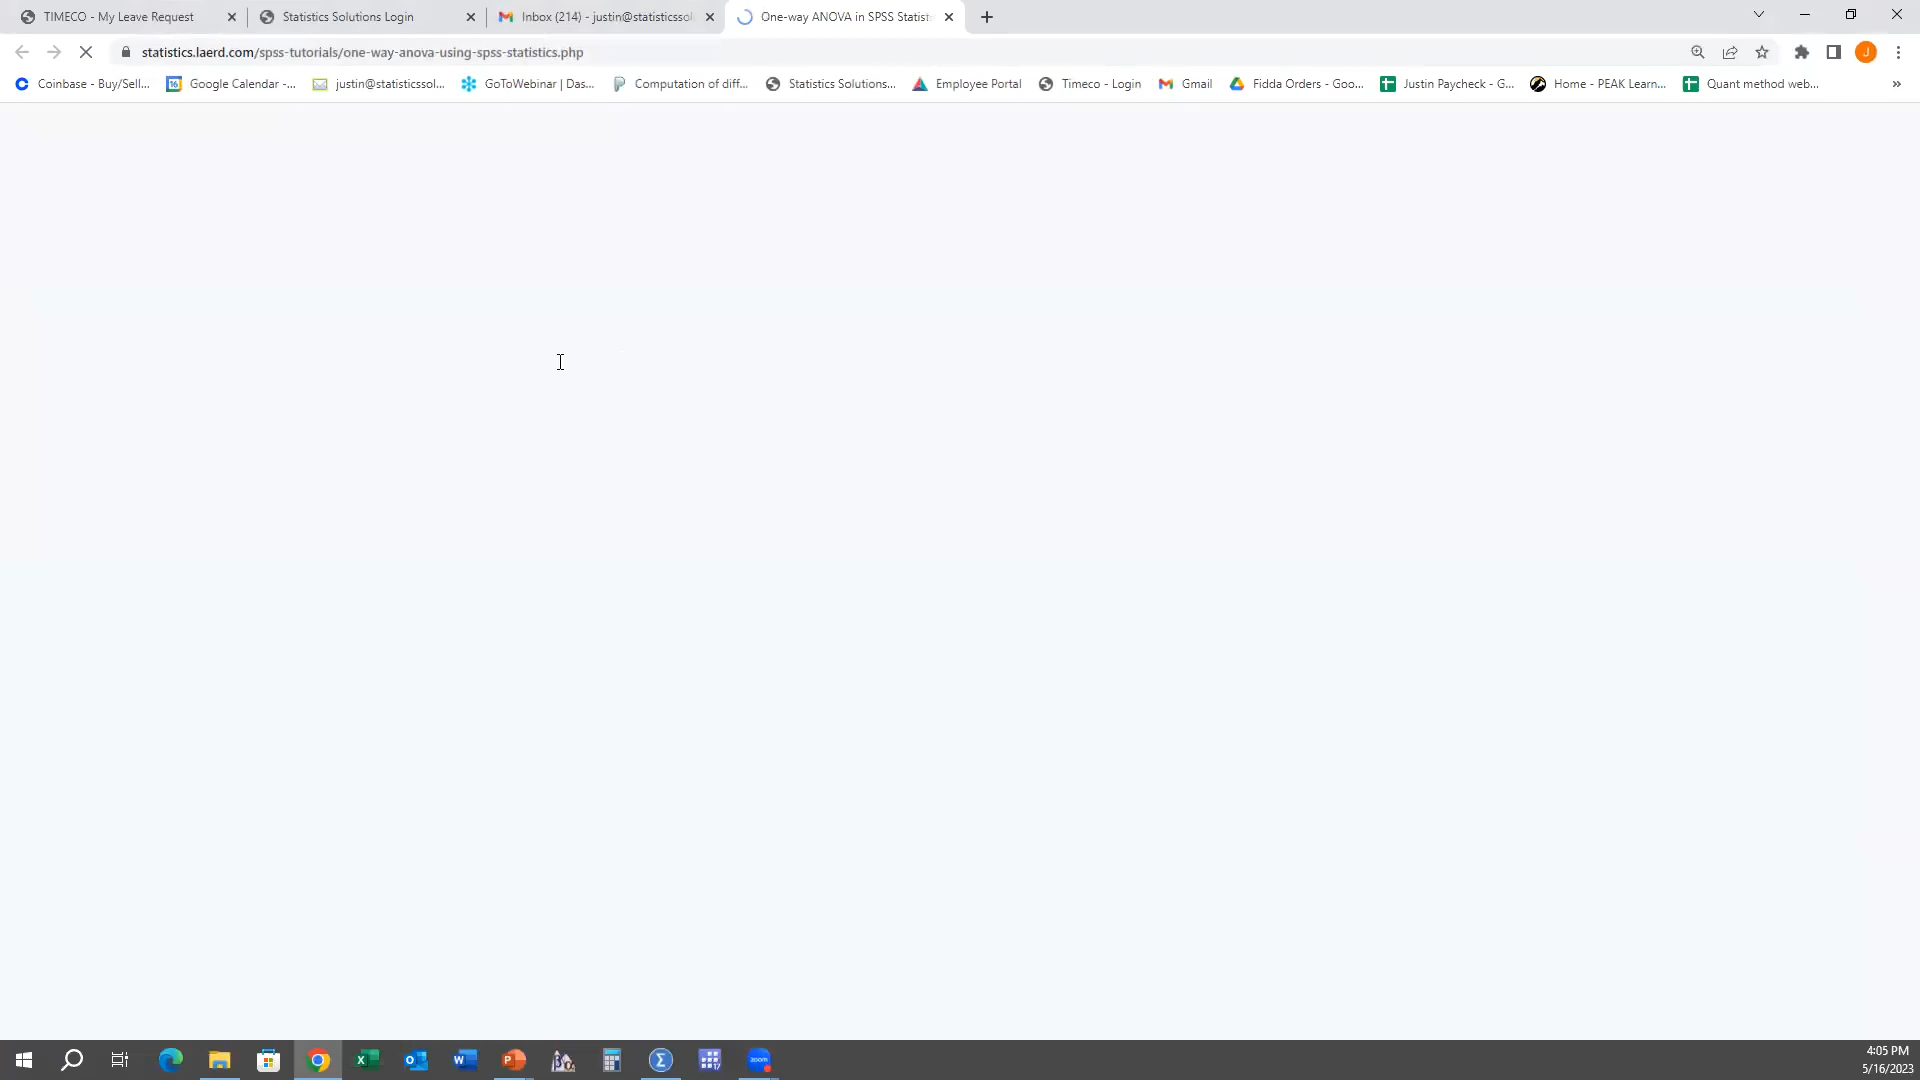 TIMECO - My Leave Request
Statistics Solutions Login
Inbox (214) - justin@statisticssol
One-way ANOVA in SPSS Statist
statistics.laerd.com/spss-tutorials/one-way-anova-using-spss-statistics.php
J
Coinbase - Buy/Sell...
16
Google Calendar -...
justin@statisticssol...
GoToWebinar | Das...
Computation of diff...
Statistics Solutions...
Employee Portal
Timeco - Login
Gmail
Fidda Orders - Goo...
Justin Paycheck - G...
Home - PEAK Learn...
Quant method web...
»
zoom
4:05 PM
5/16/2023